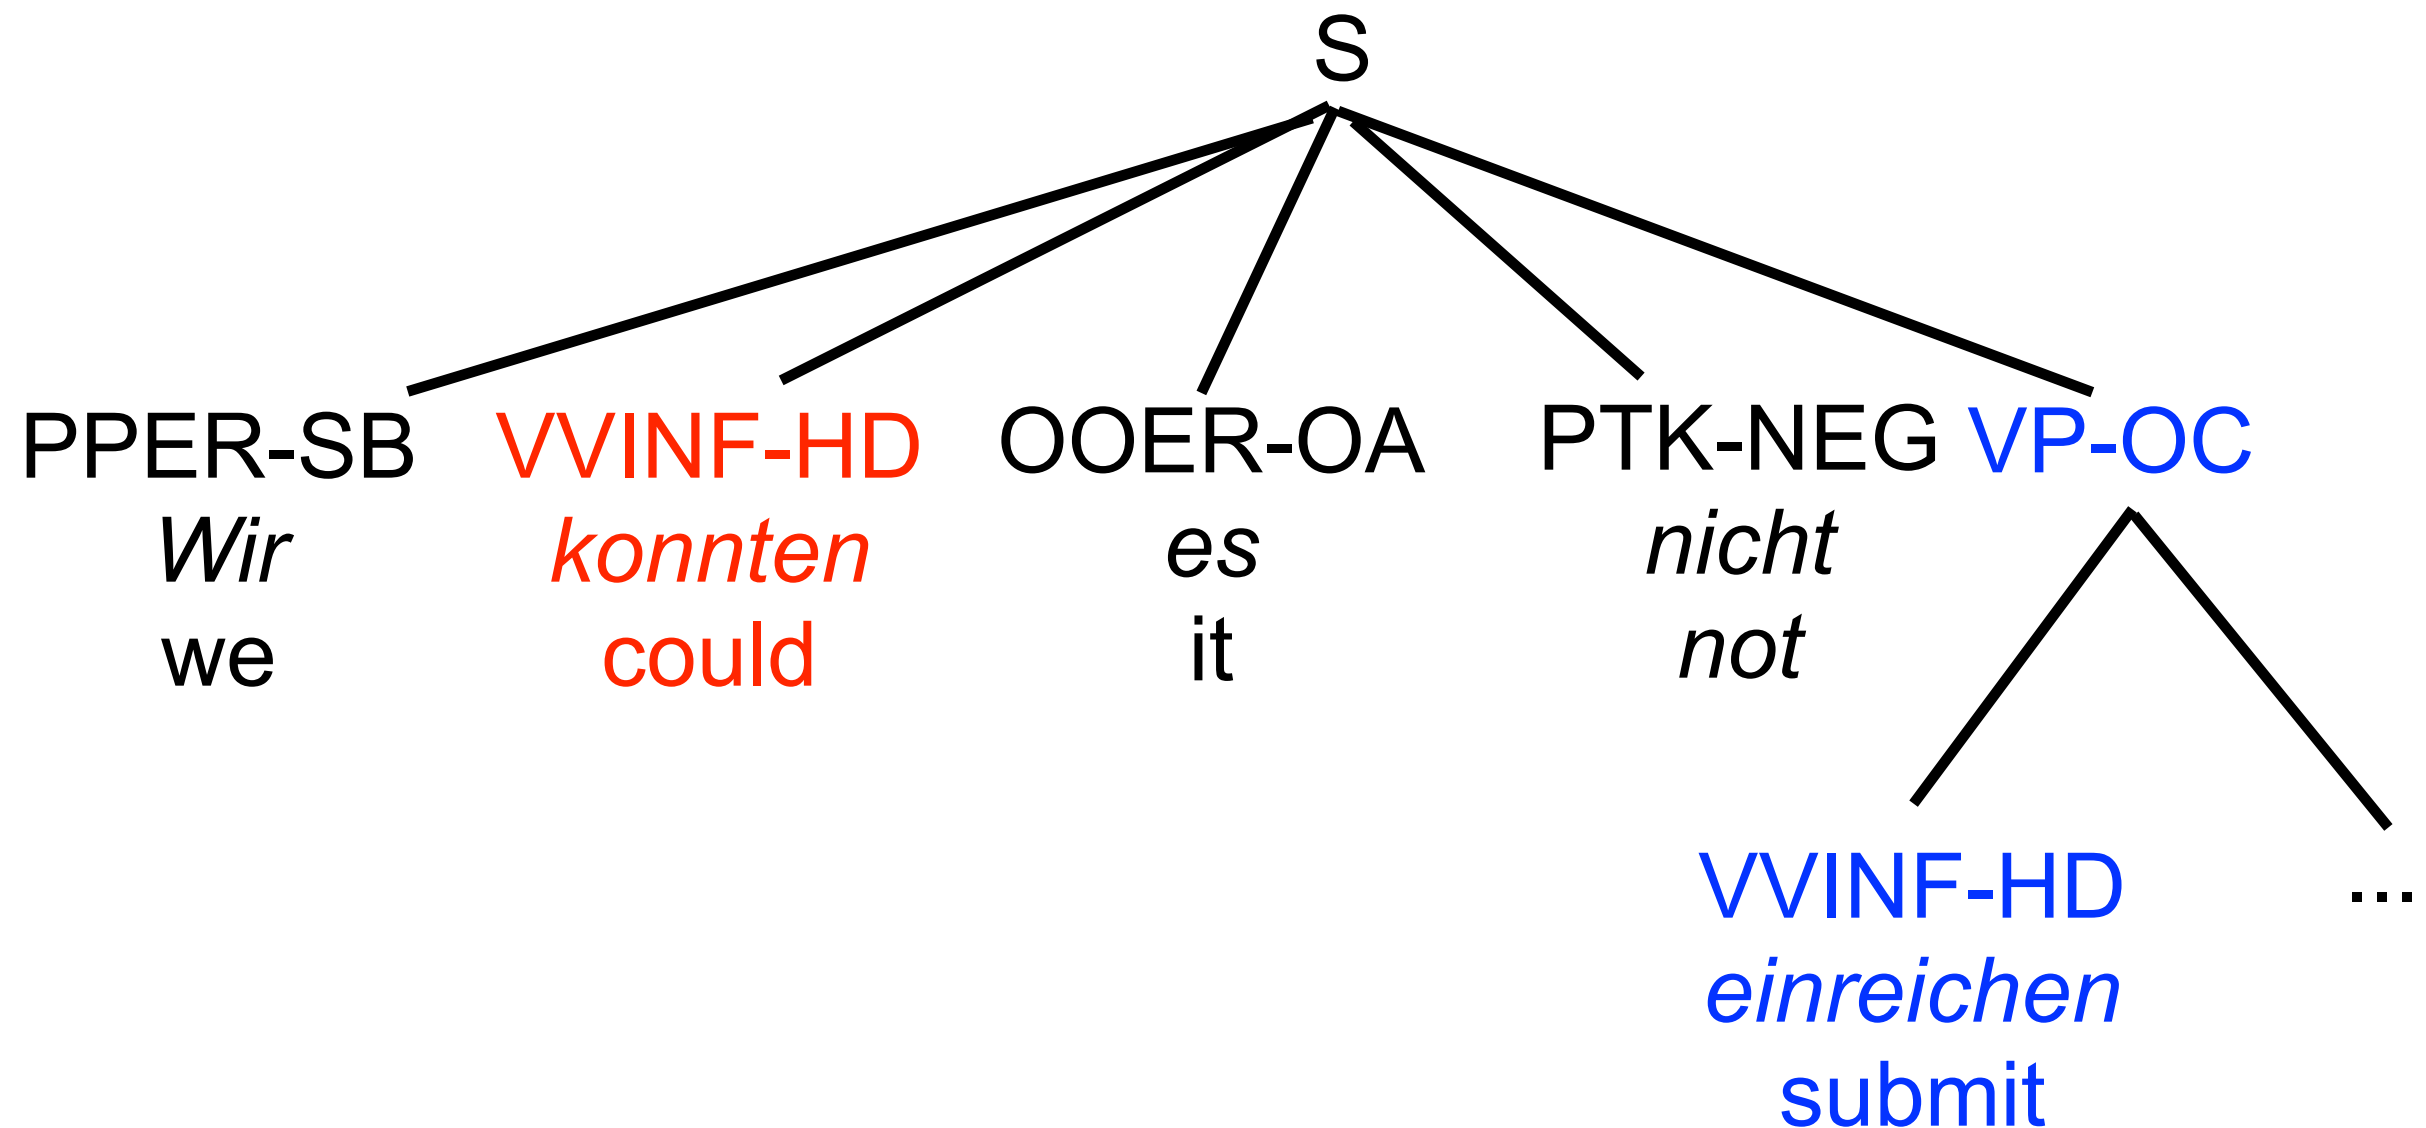 S
PPER-SB VVINF-HD OOER-OA PTK-NEG VP-OC
Wir konnten es nicht
we could it not
VVINF-HD ...
einreichen
submit